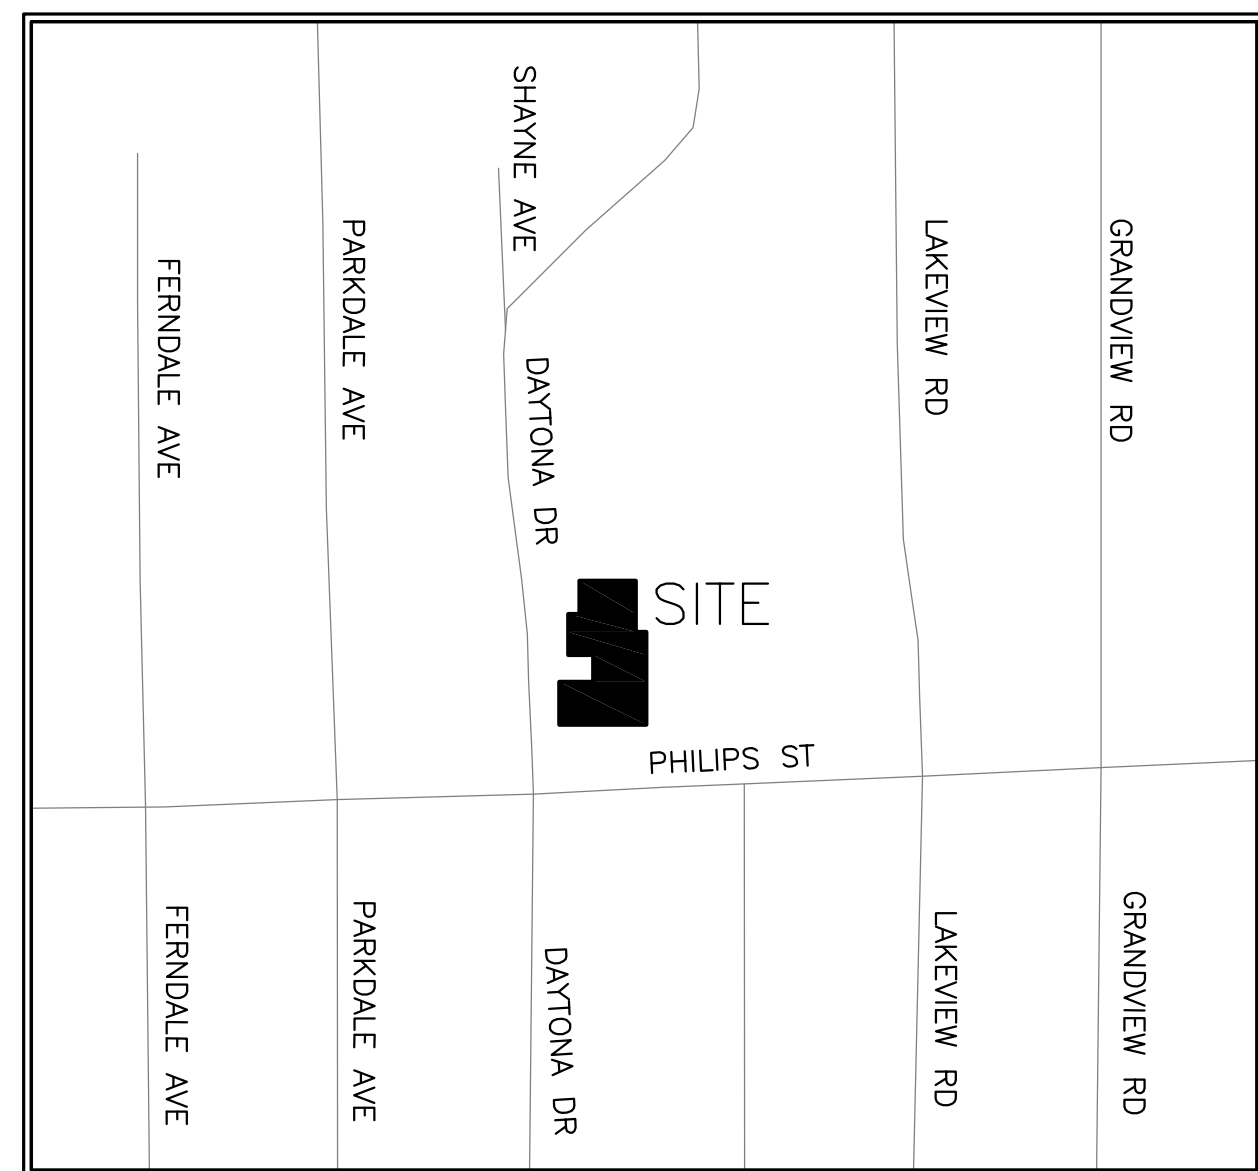 SHAYNE AVE
FERNDALE AVE
PARKDALE AVE
DAYTONA DR
LAKEVIEW RD
GRANDVIEW RD
SITE
PHILIPS ST
FERNDALE AVE
PARKDALE AVE
DAYTONA DR
LAKEVIEW RD
GRANDVIEW RD